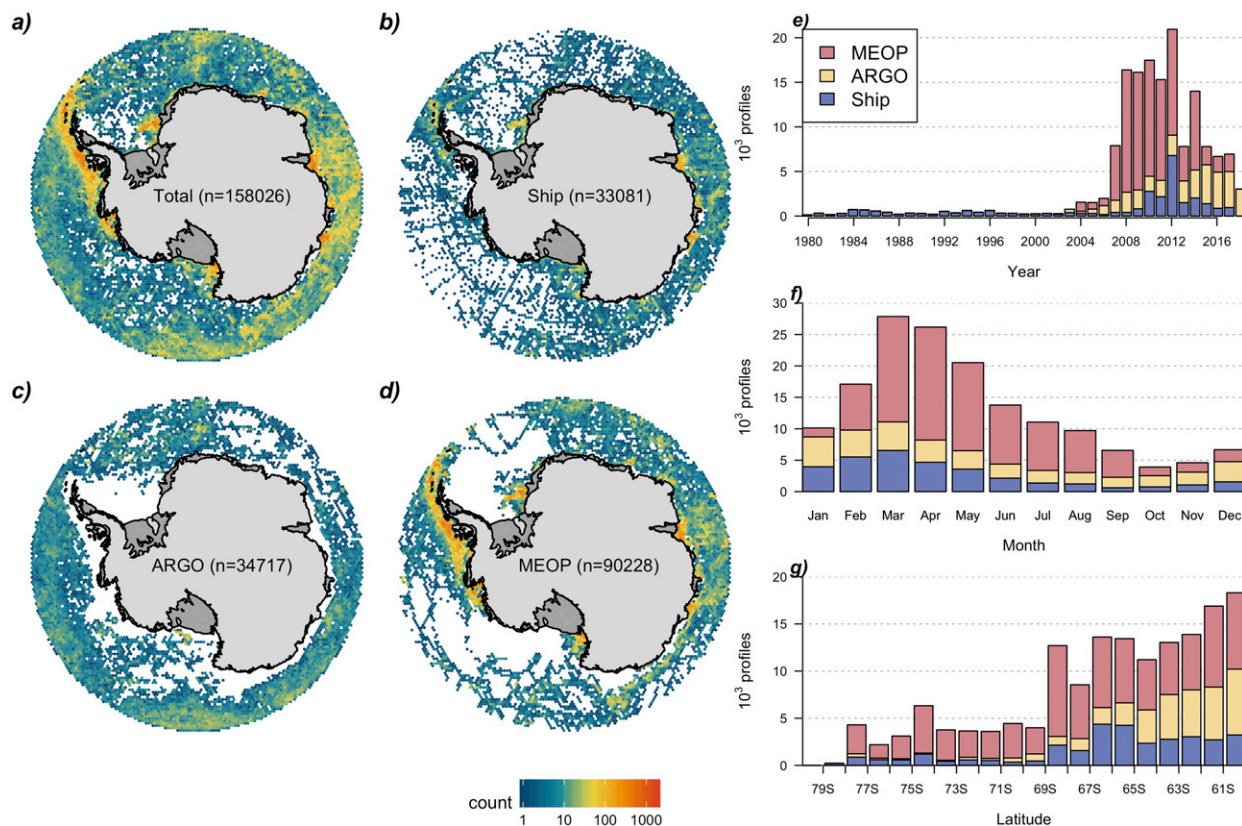 a)
Total (n=158026)
b)
Ship (n=33081)
c)
ARGO (n=34717)
d)
MEOP (n=90228)
count
1 10 100 1000
e)
MEOP
ARGO
Ship
10³ profiles
20
15
10
5
0
1980 1984 1988 1992 1996 2000 2004 2008 2012 2016
Year
f)
10³ profiles
30
25
20
15
10
5
0
Jan Feb Mar Apr May Jun Jul Aug Sep Oct Nov Dec
Month
g)
10³ profiles
20
15
10
5
0
79S 77S 75S 73S 71S 69S 67S 65S 63S 61S
Latitude